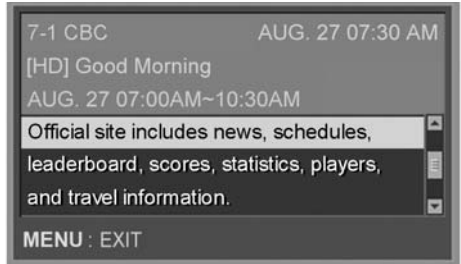 7-1 CBC AUG. 27 07:30 AM
[HD] Good Morning
AUG. 27 07:00AM~10:30AM
Official site includes news, schedules,
leaderboard, scores, statistics, players,
and travel information.
MENU : EXIT